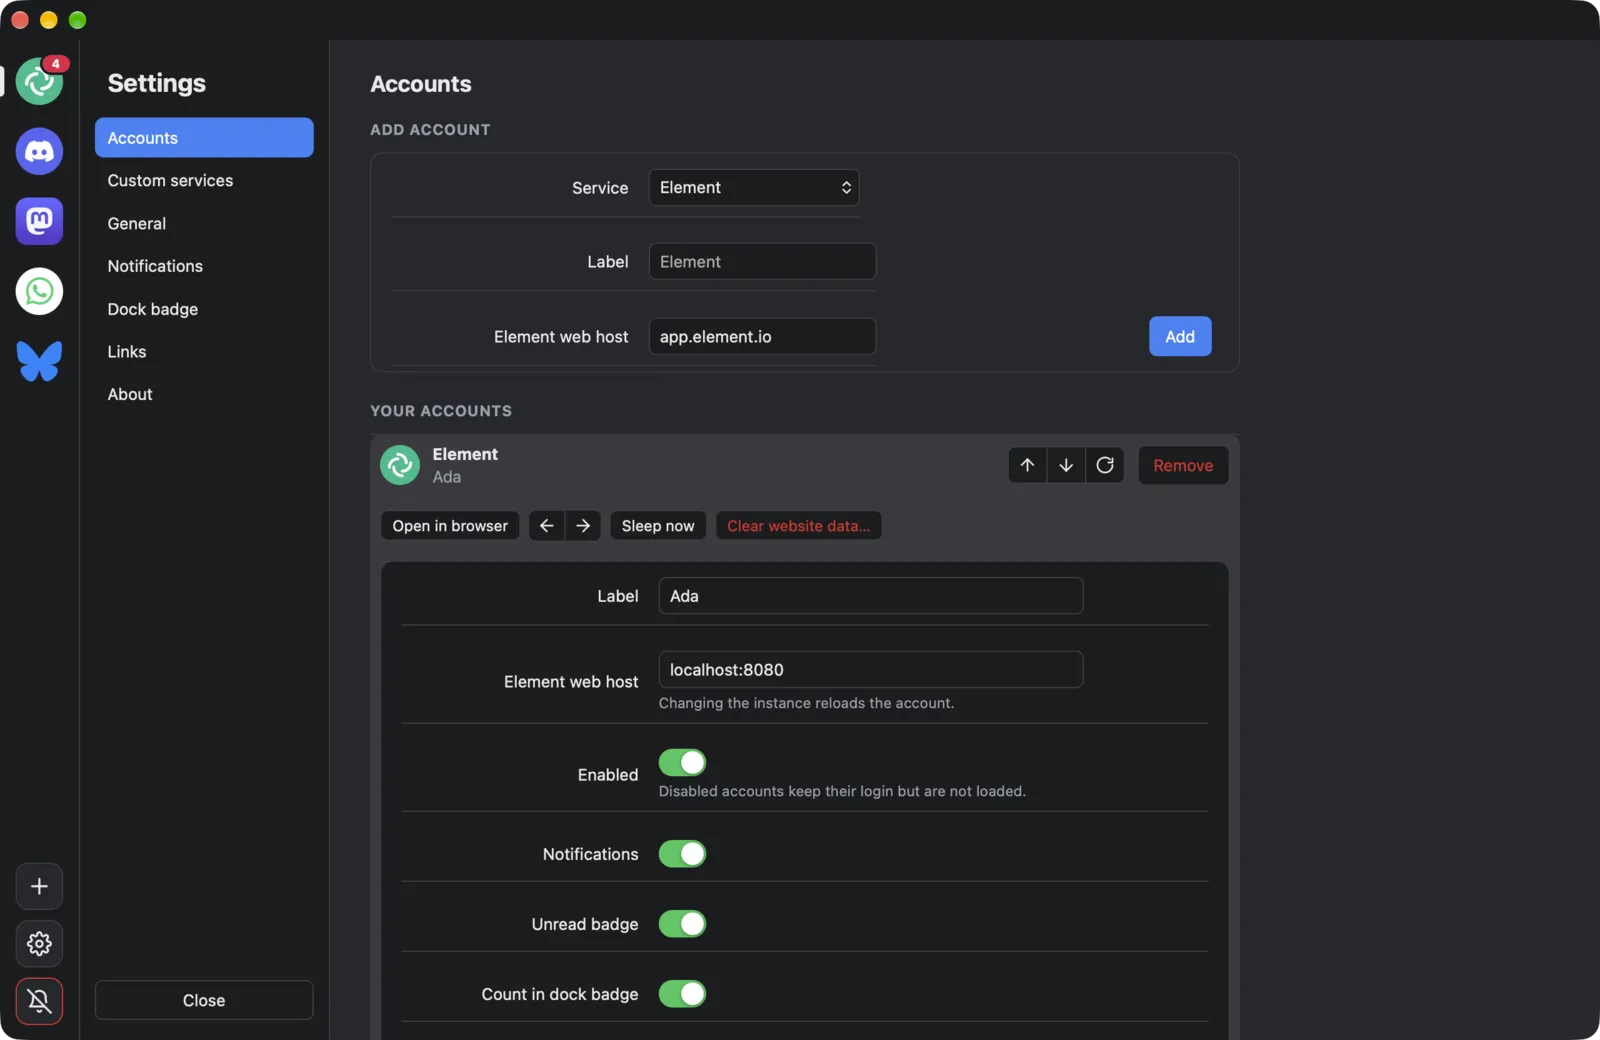 4
Settings
Accounts
Custom services
General
Notifications
Dock badge
Links
About
Close
Accounts
ADD ACCOUNT
Service
Element
Label
Element
Element web host
app.element.io
Add
YOUR ACCOUNTS
Element
Ada
Remove
Open in browser
Sleep now
Clear website data...
Label
Ada
Element web host
localhost:8080
Changing the instance reloads the account.
Enabled
Disabled accounts keep their login but are not loaded.
Notifications
Unread badge
Count in dock badge